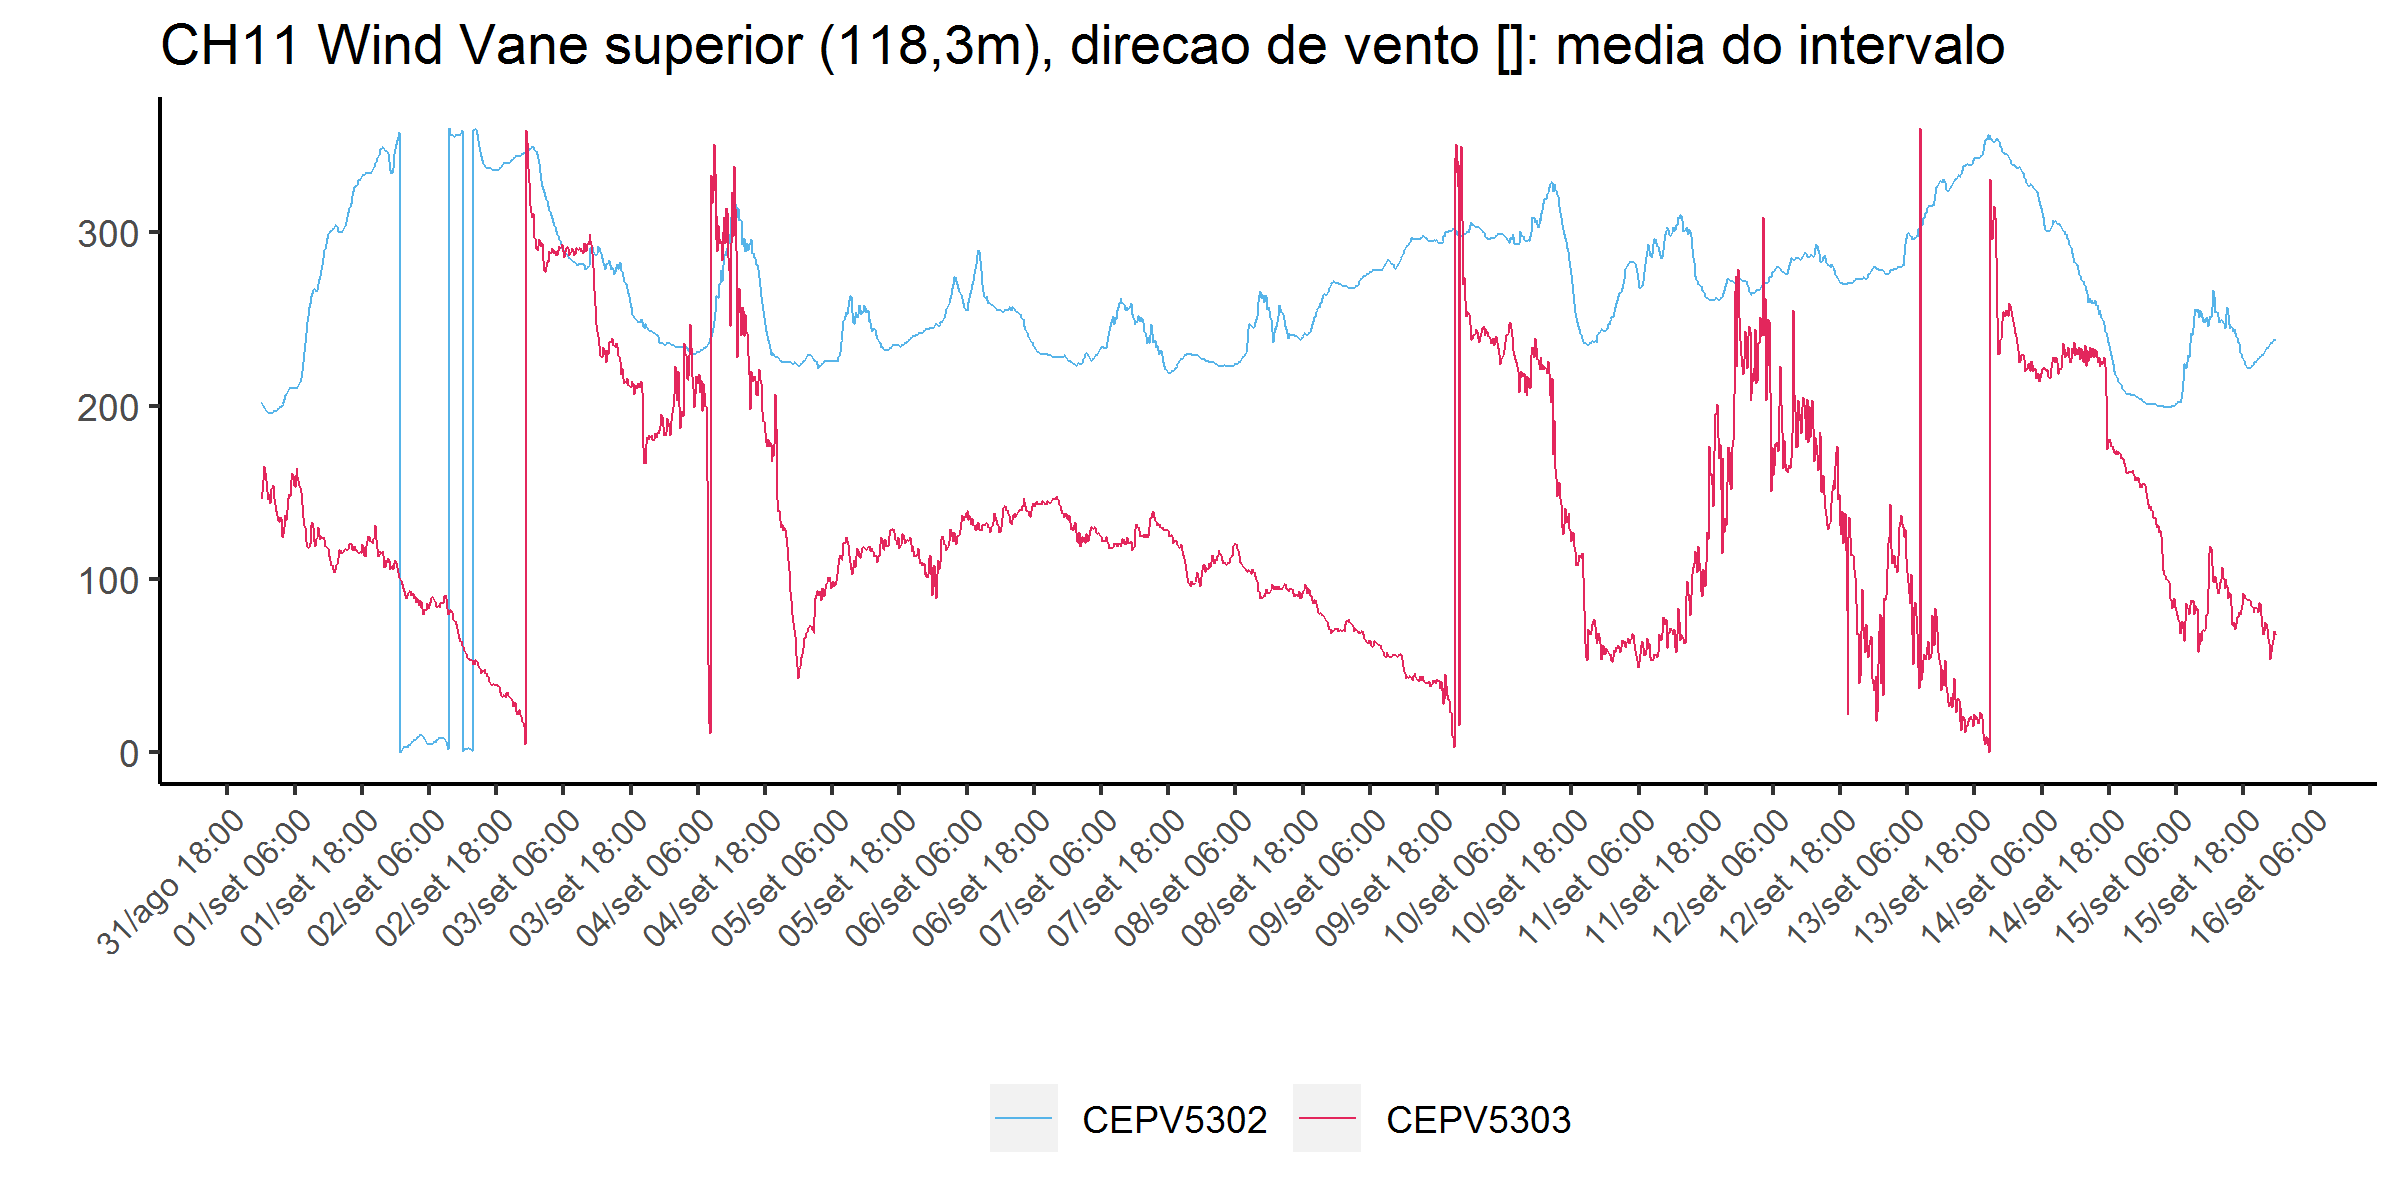 CH11 Wind Vane superior (118,3m), direcao de vento []: media do intervalo
300
200
100
0
31/ago 18:00
01/set 06:00
01/set 18:00
02/set 06:00
02/set 18:00
03/set 06:00
03/set 18:00
04/set 06:00
04/set 18:00
05/set 06:00
05/set 18:00
06/set 06:00
06/set 18:00
07/set 06:00
07/set 18:00
08/set 06:00
08/set 18:00
09/set 06:00
09/set 18:00
10/set 06:00
10/set 18:00
11/set 06:00
11/set 18:00
12/set 06:00
12/set 18:00
13/set 06:00
13/set 18:00
14/set 06:00
14/set 18:00
15/set 06:00
15/set 18:00
16/set 06:00
CEPV5302 CEPV5303